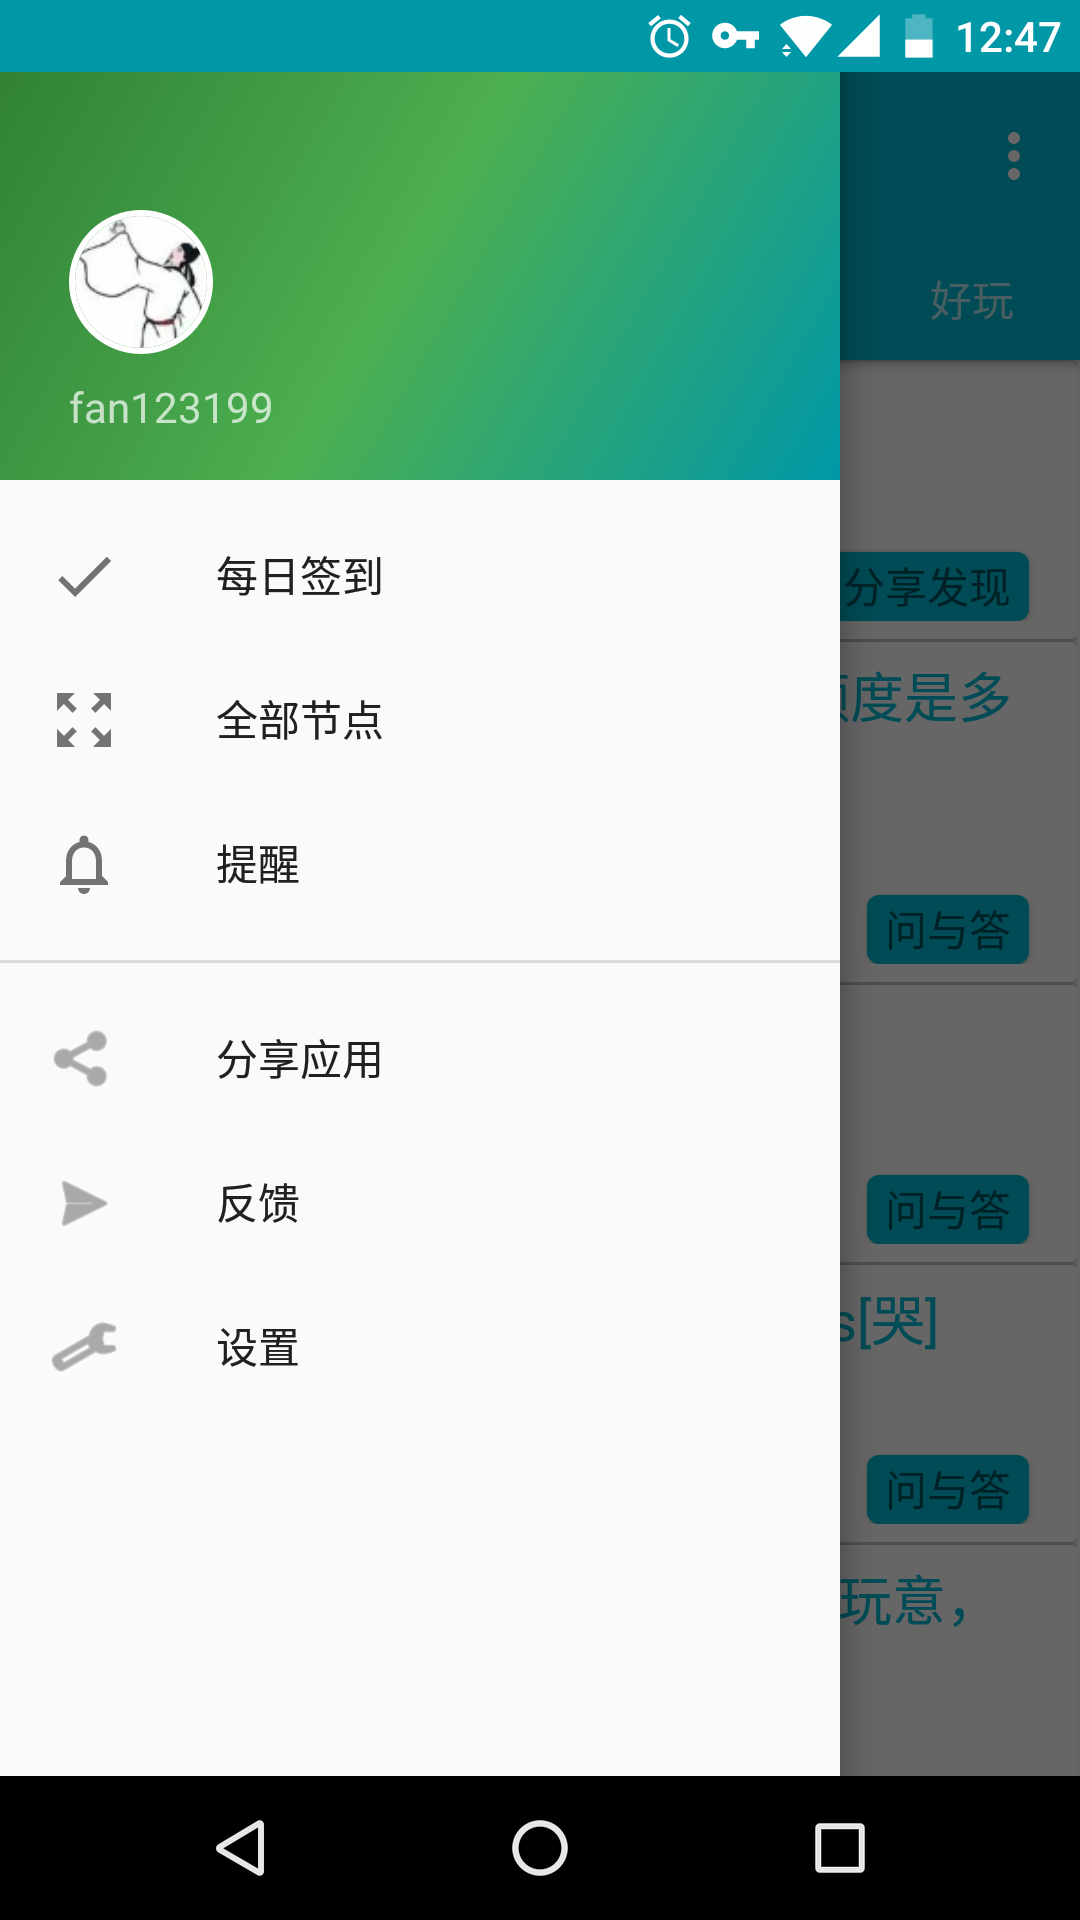 12:47
好玩
fan123199
每日签到
全部节点
提醒
分享应用
反馈
设置
分享发现
度是多
问与答
问与答
s[哭]
问与答
玩意，